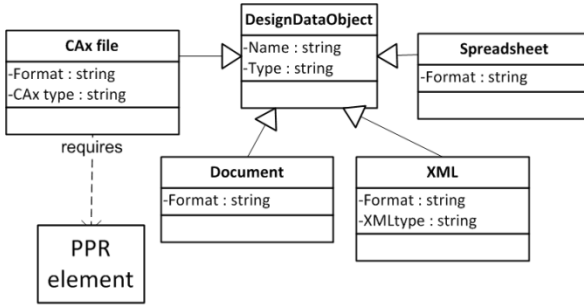 DesignDataObject
-Name : string
-Type : string
CAx file
-Format : string
-CAx type : string
Spreadsheet
-Format : string
requires
Document
-Format : string
XML
-Format : string
-XMLtype : string
PPR
element